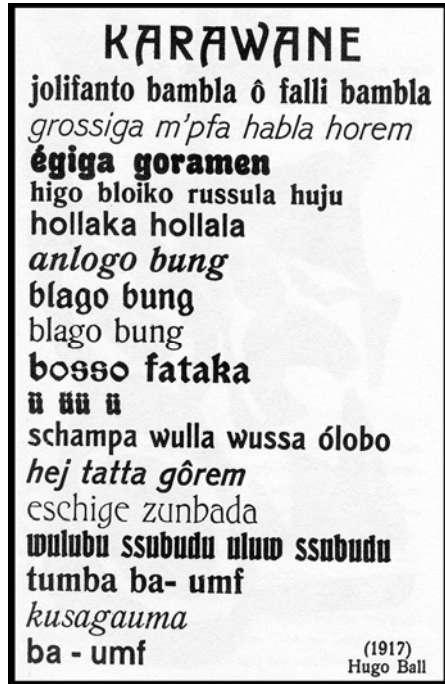 KARAWANE
jolifanto bambla ô falli bambla
grossiga m'pfa habla horem
égiga goramen
higo bloiko russula huju
hollaka hollala
anlogo bung
blago bung
blago bung
bosso fataka
ü üü ü
schampa wulla wussa ólobo
hej tatta gôrem
eschige zunbada
wulubu ssubudu uluw ssubudu
tumba ba- umf
kusagauma
ba - umf
(1917)
Hugo Ball